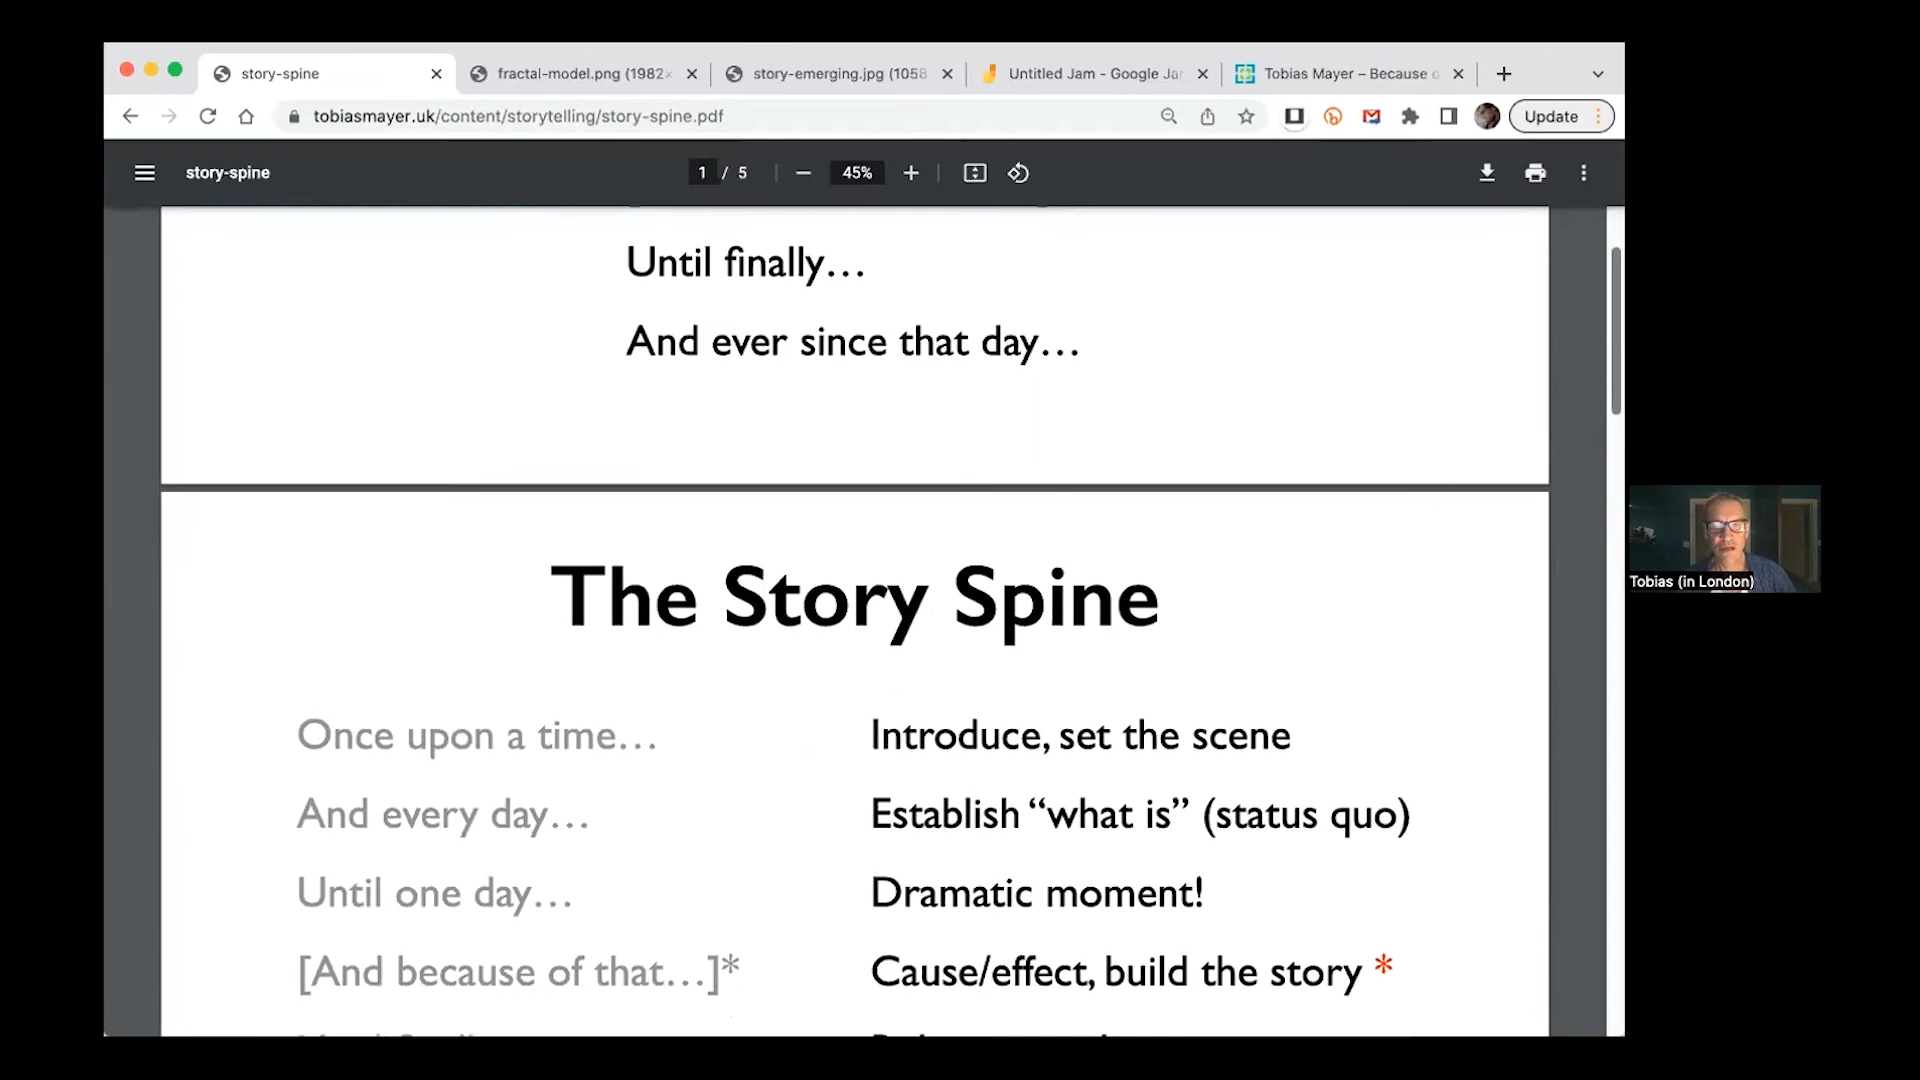 story-spine
fractal-model.png (1982×
story-emerging.jpg (1058
Untitled Jam - Google Ja
Tobias Mayer – Because o
tobiasmayer.uk/content/storytelling/story-spine.pdf
Update
story-spine
1 / 5
45%
Until finally…
And ever since that day…
The Story Spine
Once upon a time… Introduce, set the scene
And every day… Establish “what is” (status quo)
Until one day… Dramatic moment!
[And because of that…]* Cause/effect, build the story *
Tobias (in London)